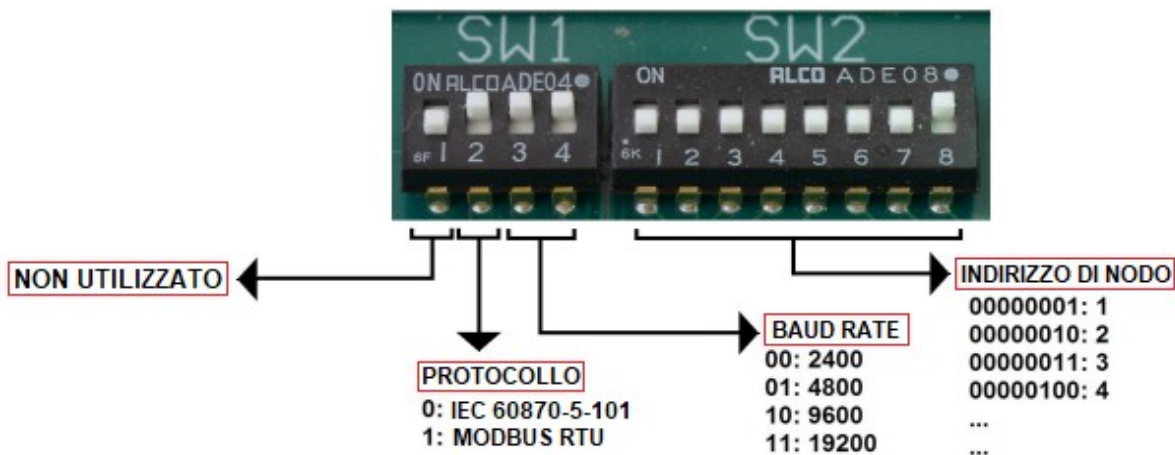 SW1 SW2
ON ALCO ADE04
6F 1 2 3 4
ON ALCO ADE08
6K 1 2 3 4 5 6 7 8
NON UTILIZZATO
PROTOCOLLO
0: IEC 60870-5-101
1: MODBUS RTU
BAUD RATE
00: 2400
01: 4800
10: 9600
11: 19200
INDIRIZZO DI NODO
00000001: 1
00000010: 2
00000011: 3
00000100: 4
...
...